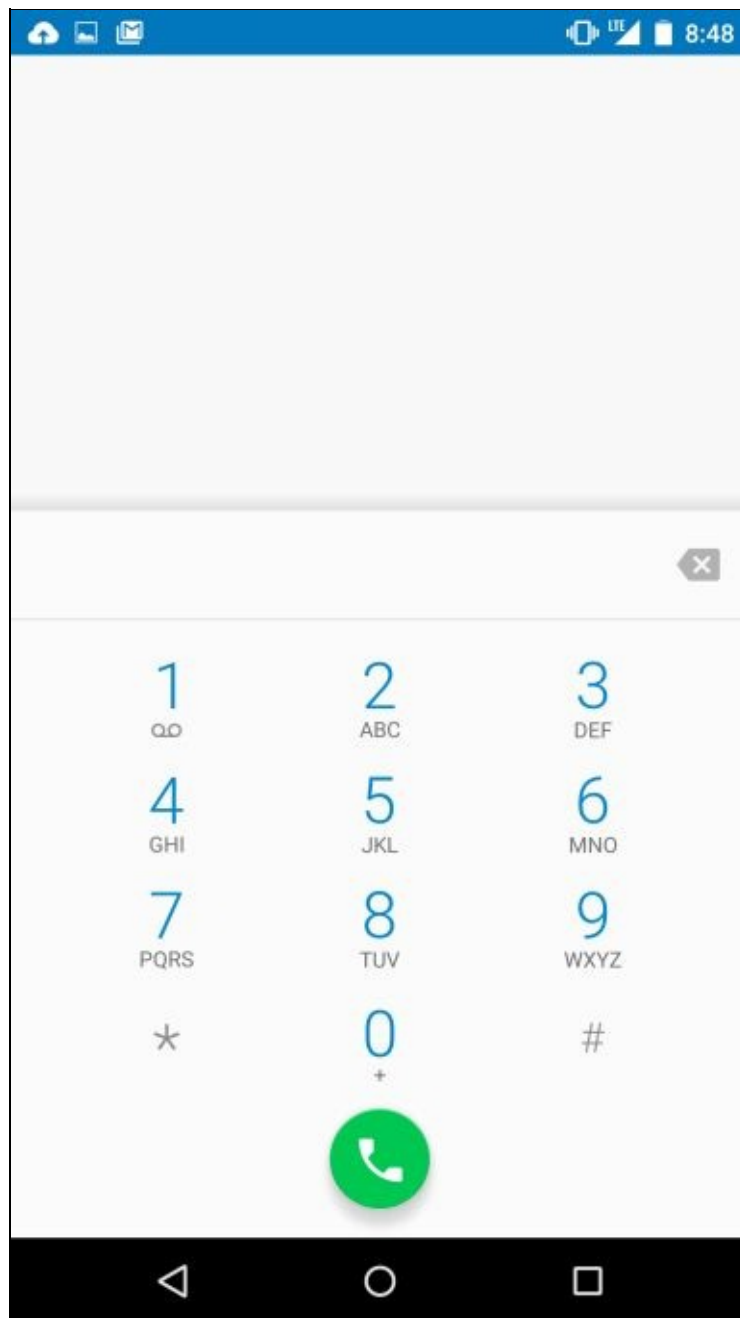 LTE 8:48
1 2 3
ABC DEF
4 5 6
GHI JKL MNO
7 8 9
PQRS TUV WXYZ
* 0 #
+